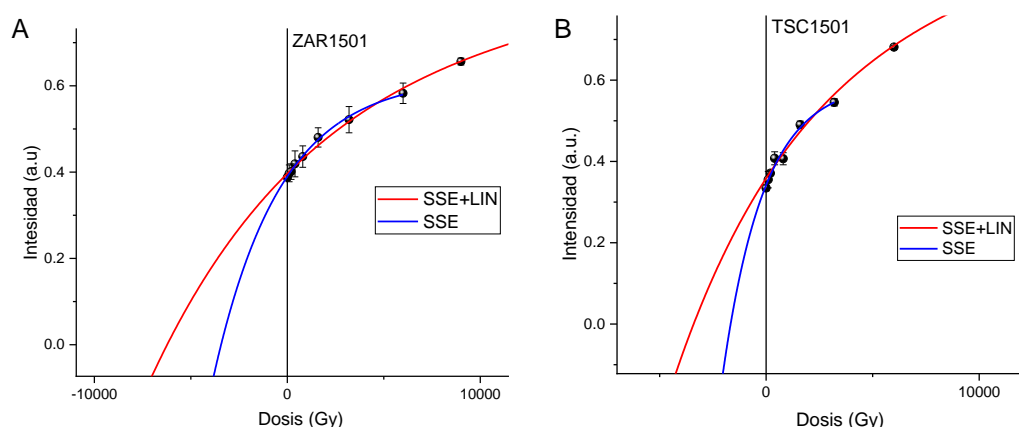 A
ZAR1501
0.6
0.4
0.2
0.0
Intesidad (a.u)
SSE+LIN
SSE
-10000
0
10000
Dosis (Gy)
B
TSC1501
0.6
0.4
0.2
0.0
Intensidad (a.u.)
SSE+LIN
SSE
0
10000
Dosis (Gy)